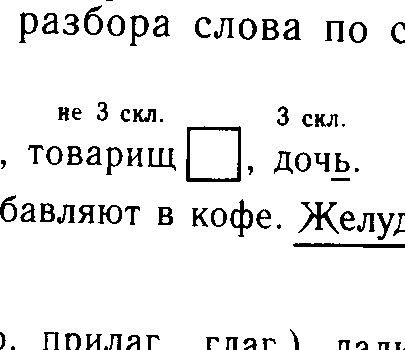 разбора слова по с
не 3 скл. 3 скл.
, товарищ , дочь.
бавляют в кофе. Желуд
р. прилаг глаг.)